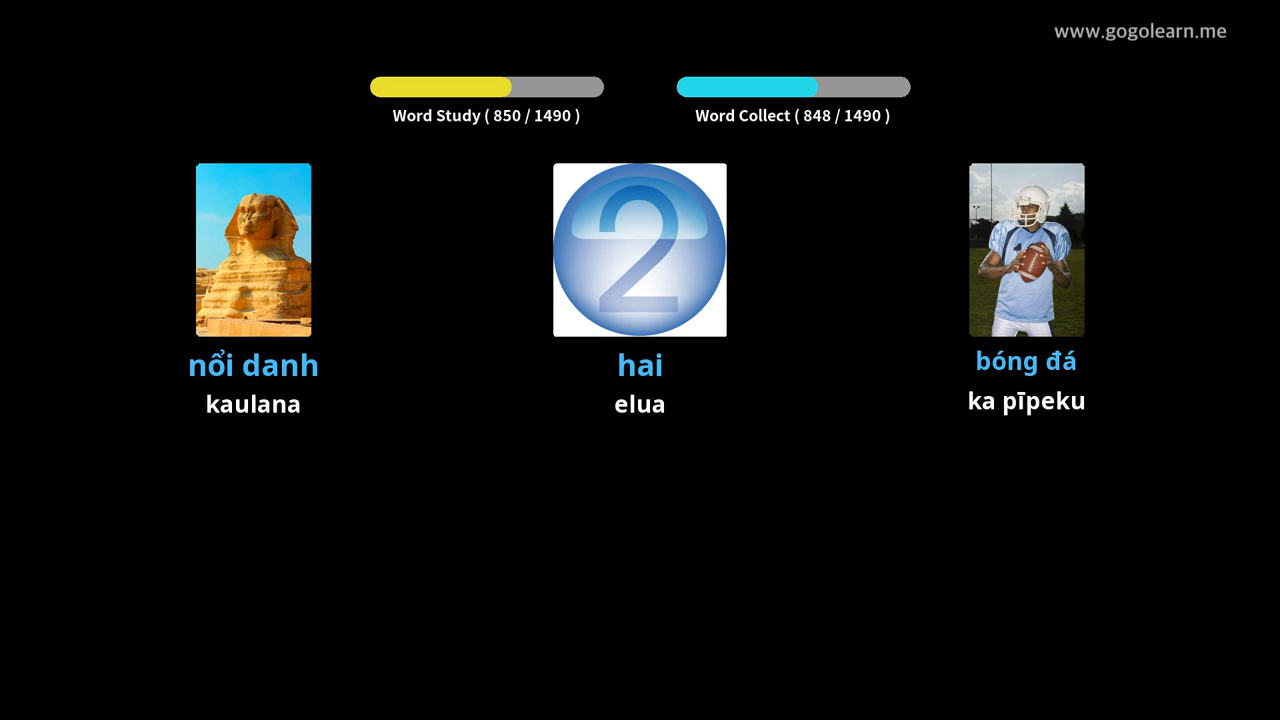 www.gogolearn.me
Word Study ( 850 / 1490 )
Word Collect ( 848 / 1490 )
2
nổi danh
hai
bóng đá
kaulana
elua
ka pīpeku